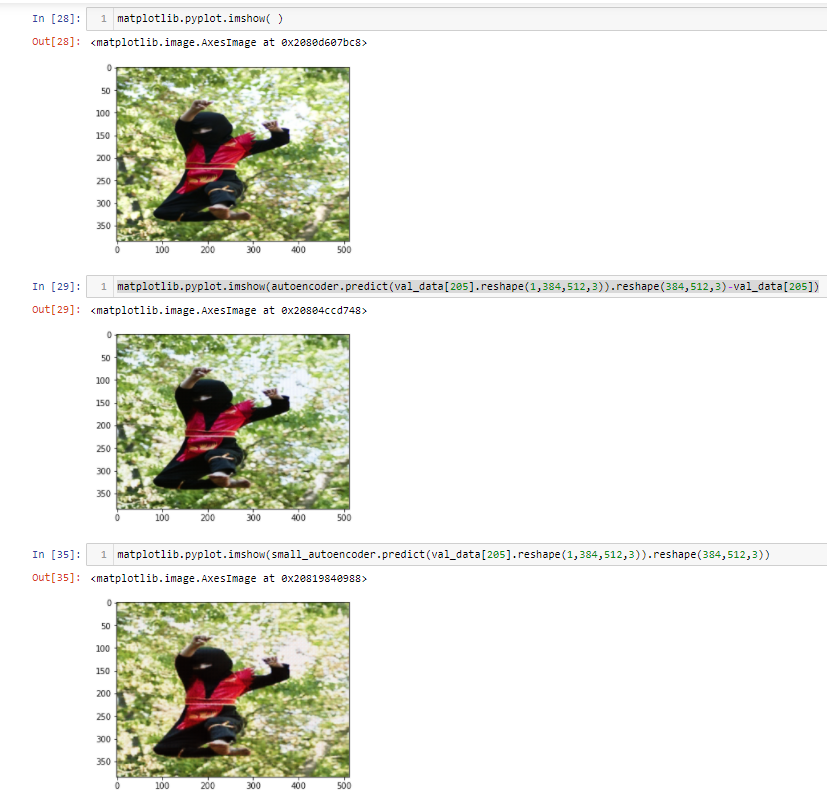 In [28]: 1 matplotlib.pyplot.imshow( )
Out[28]: <matplotlib.image.AxesImage at 0x2080d607bc8>
0
50
100
150
200
250
300
350
0 100 200 300 400 500
In [29]: 1 matplotlib.pyplot.imshow(autoencoder.predict(val_data[205].reshape(1,384,512,3)).reshape(384,512,3)-val_data[205])
Out[29]: <matplotlib.image.AxesImage at 0x20804ccd748>
0
50
100
150
200
250
300
350
0 100 200 300 400 500
In [35]: 1 matplotlib.pyplot.imshow(small_autoencoder.predict(val_data[205].reshape(1,384,512,3)).reshape(384,512,3))
Out[35]: <matplotlib.image.AxesImage at 0x20819840988>
0
50
100
150
200
250
300
350
0 100 200 300 400 500